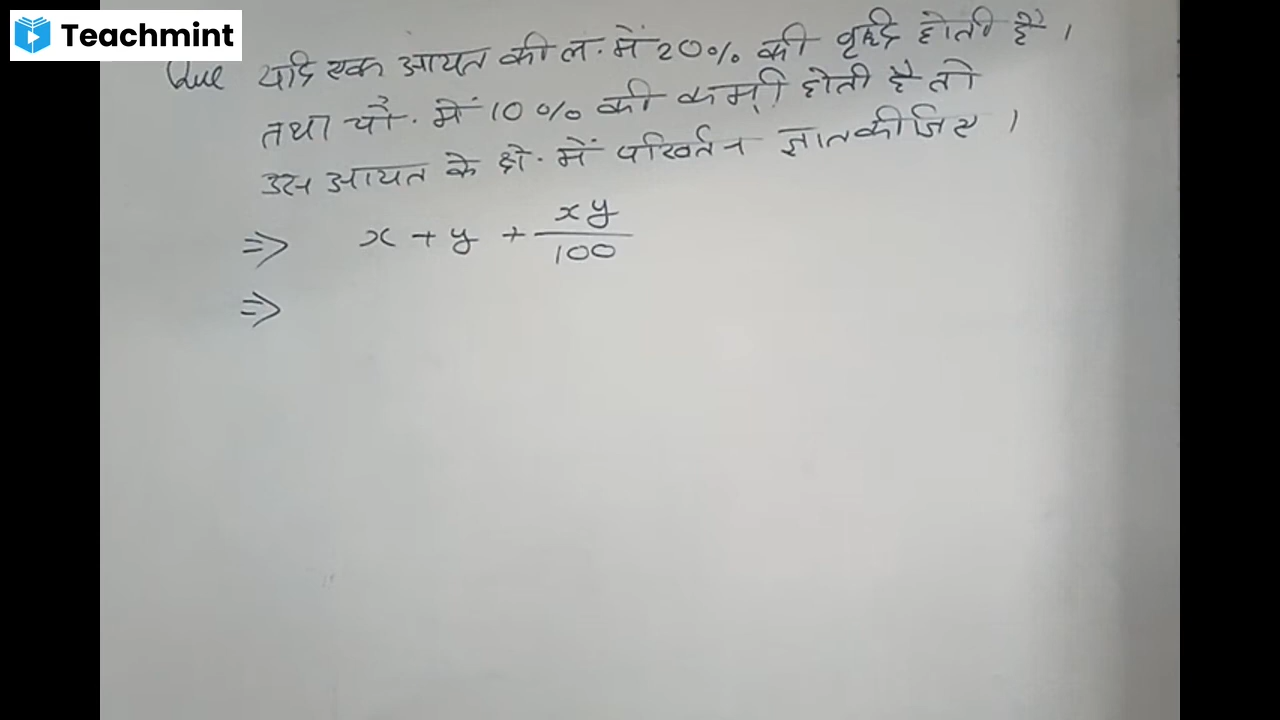 Teachmint
Que यदि एक आयत की ल. में 20% की वृद्धि होती है।
तथा चौ. में 10% की कमी होती है तो
उस आयत के क्षे. में परिवर्तन ज्ञात कीजिए ।
⇒ x + y + xy/100
⇒